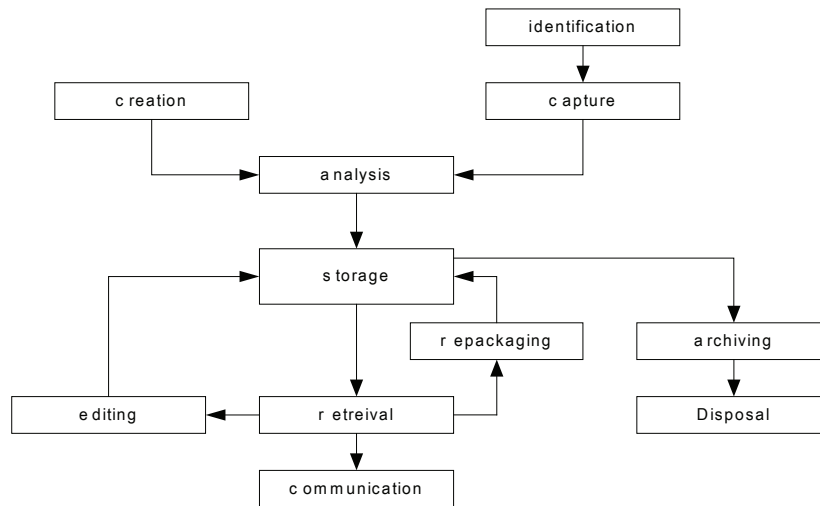 identification
creation
capture
analysis
storage
repackaging
archiving
editing
retreival
Disposal
communication